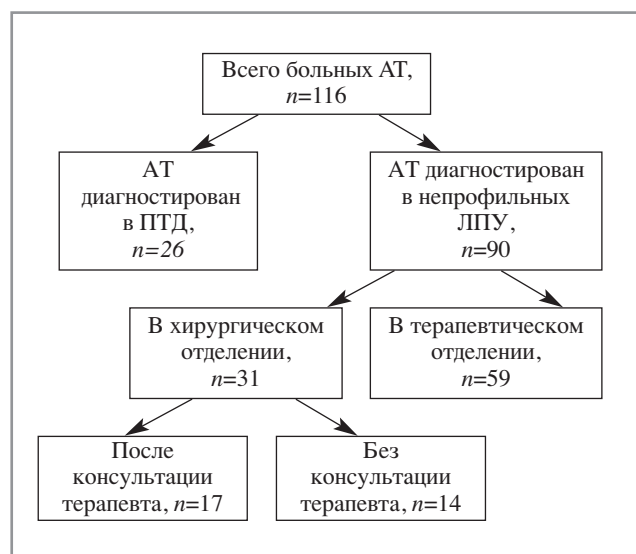 Всего больных АТ,
n=116
АТ
диагностирован
в ПТД,
n=26
АТ диагностирован
в непрофильных
ЛПУ,
n=90
В хирургическом
отделении,
n=31
В терапевтическом
отделении,
n=59
После
консультации
терапевта, n=17
Без
консультации
терапевта, n=14